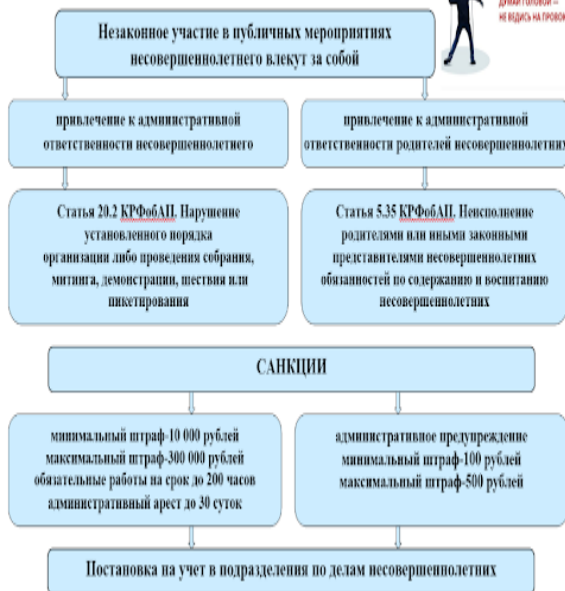 ДУМАЙ ГОЛОВОЙ —
НЕ ВЕДИСЬ НА ПРОВОК
Незаконное участие в публичных мероприятиях
несовершеннолетнего влекут за собой
привлечение к административной
ответственности несовершеннолетнего
привлечение к административной
ответственности родителей несовершеннолетних
Статья 20.2 КРФобАП. Нарушение
установленного порядка
организации либо проведения собрания,
митинга, демонстрации, шествия или
пикетирования
Статья 5.35 КРФобАП. Неисполнение
родителями или иными законными
представителями несовершеннолетних
обязанностей по содержанию и воспитанию
несовершеннолетних
САНКЦИИ
минимальный штраф-10 000 рублей
максимальный штраф-300 000 рублей
обязательные работы на срок до 200 часов
административный арест до 30 суток
административное предупреждение
минимальный штраф-100 рублей
максимальный штраф-500 рублей
Постановка на учет в подразделения по делам несовершеннолетних